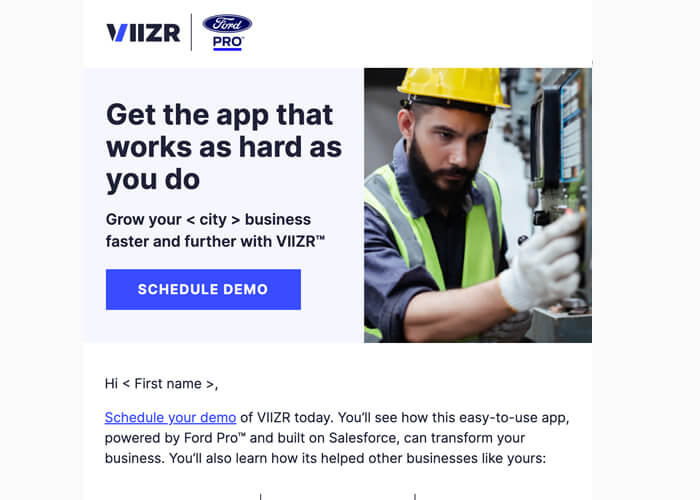 VIIZR
Ford
PRO™
Get the app that
works as hard as
you do
Grow your < city > business
faster and further with VIIZR™
SCHEDULE DEMO
Hi < First name >,
Schedule your demo of VIIZR today. You’ll see how this easy-to-use app,
powered by Ford Pro™ and built on Salesforce, can transform your
business. You’ll also learn how its helped other businesses like yours: